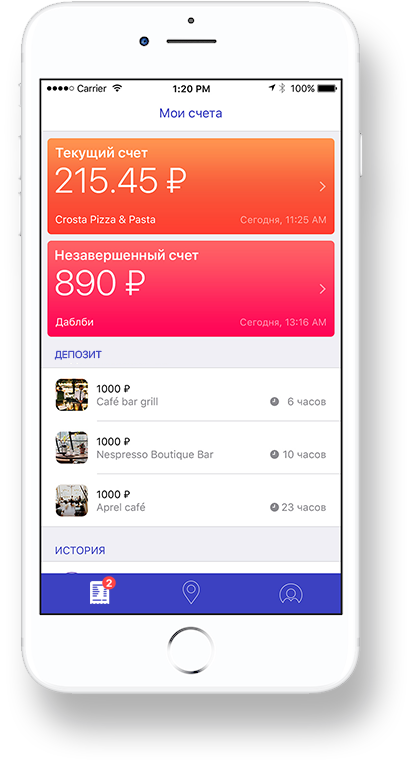 Carrier 1:20 PM 100%
Мои счета
Текущий счет
215.45 ₽
Crosta Pizza & Pasta Сегодня, 11:25 AM
Незавершенный счет
890 ₽
Даблби Сегодня, 13:16 AM
ДЕПОЗИТ
1000 ₽
Café bar grill 6 часов
1000 ₽
Nespresso Boutique Bar 10 часов
1000 ₽
Aprel café 23 часов
ИСТОРИЯ
2